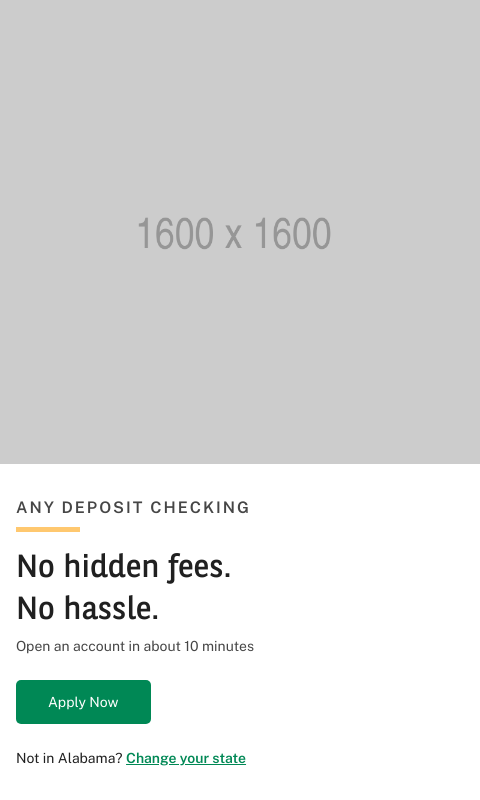 1600 x 1600
ANY DEPOSIT CHECKING
No hidden fees.
No hassle.
Open an account in about 10 minutes
Apply Now
Not in Alabama? Change your state